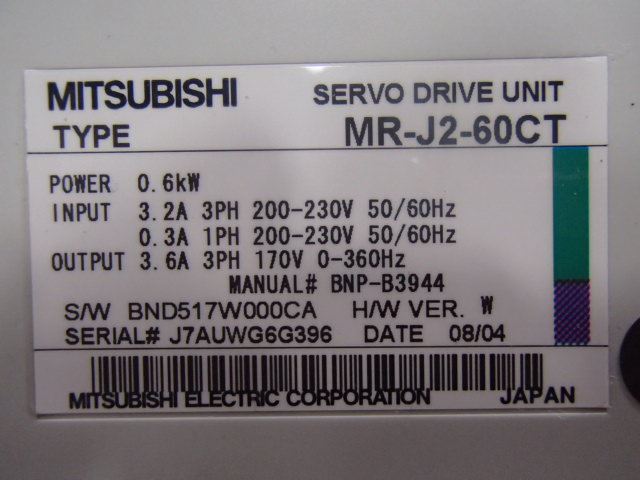 MITSUBISHI SERVO DRIVE UNIT
TYPE MR-J2-60CT
POWER 0.6kW
INPUT 3.2A 3PH 200-230V 50/60Hz
0.3A 1PH 200-230V 50/60Hz
OUTPUT 3.6A 3PH 170V 0-360Hz
MANUAL# BNP-B3944
S/W BND517W000CA H/W VER. W
SERIAL# J7AUWG6G396 DATE 08/04
MITSUBISHI ELECTRIC CORPORATION JAPAN